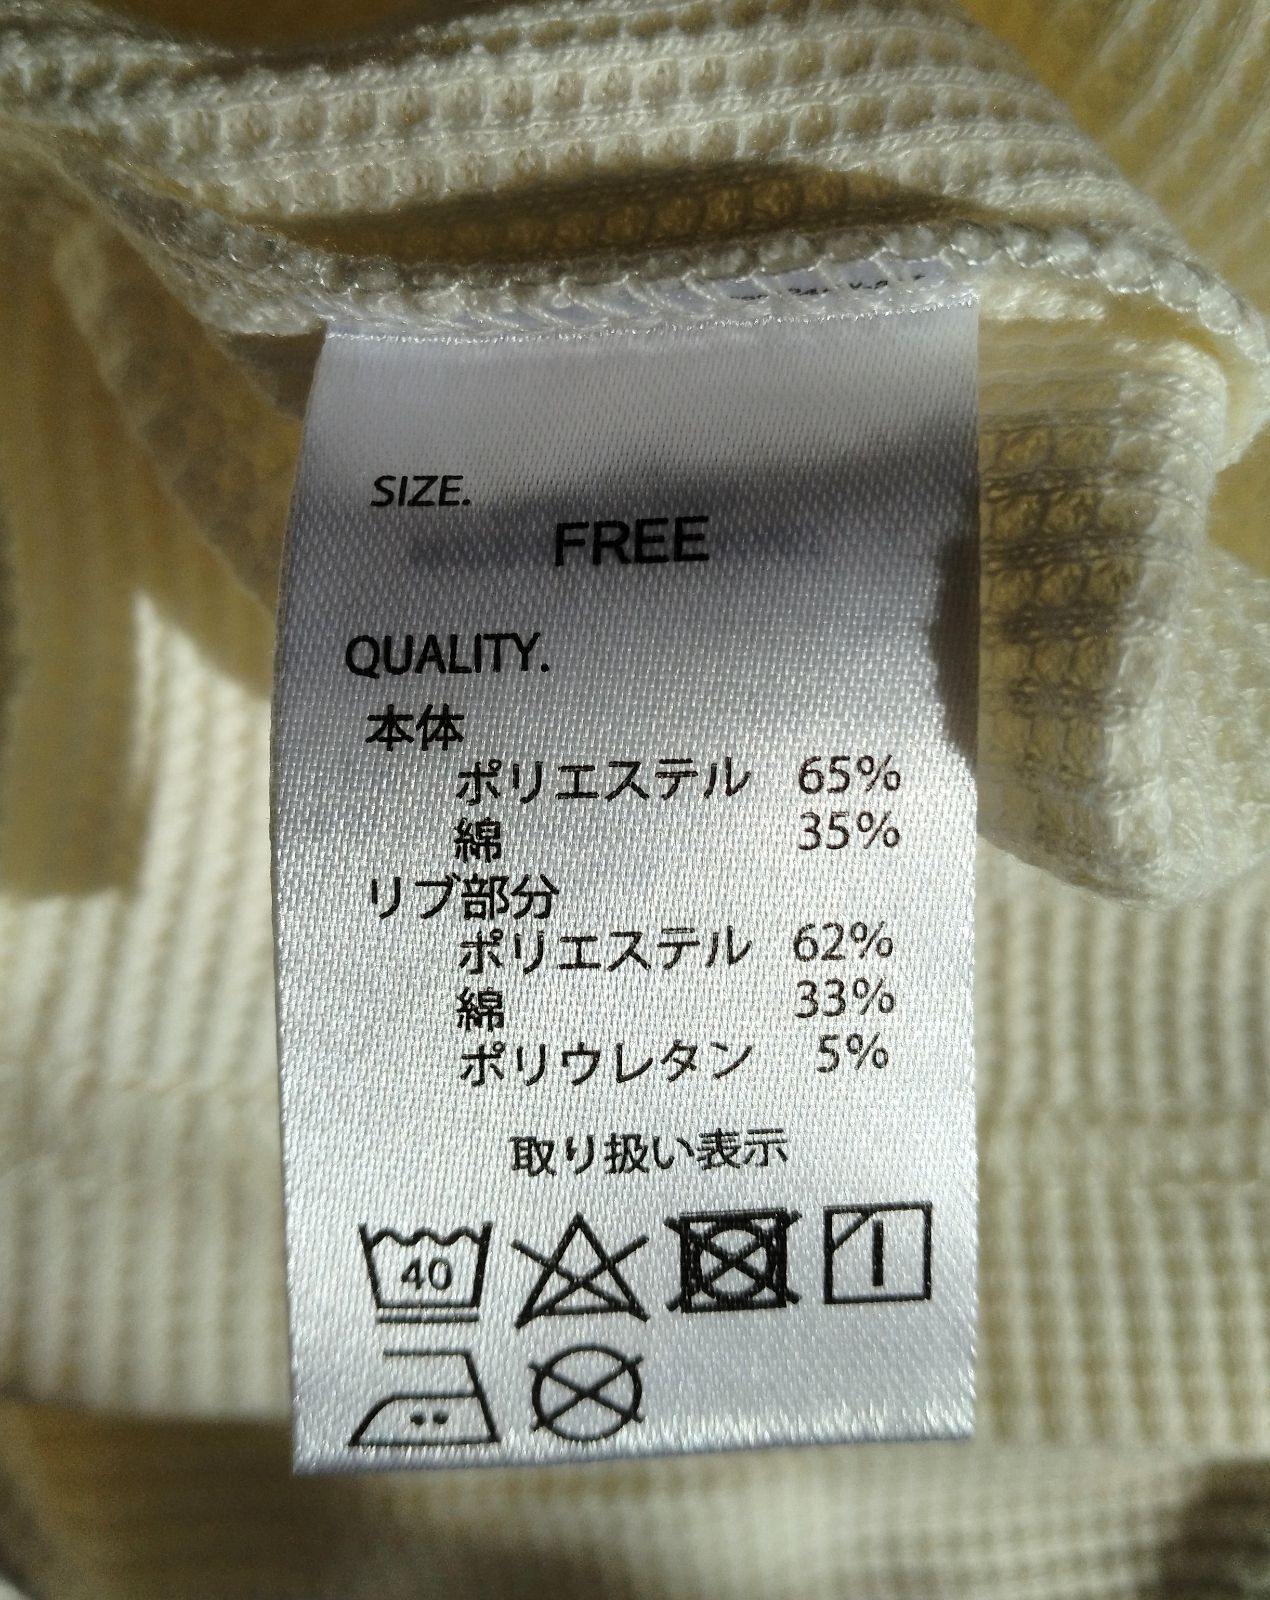 SIZE.
FREE
QUALITY.
本体
ポリエステル 65%
綿 35%
リブ部分
ポリエステル 62%
綿 33%
ポリウレタン 5%
取り扱い表示
40